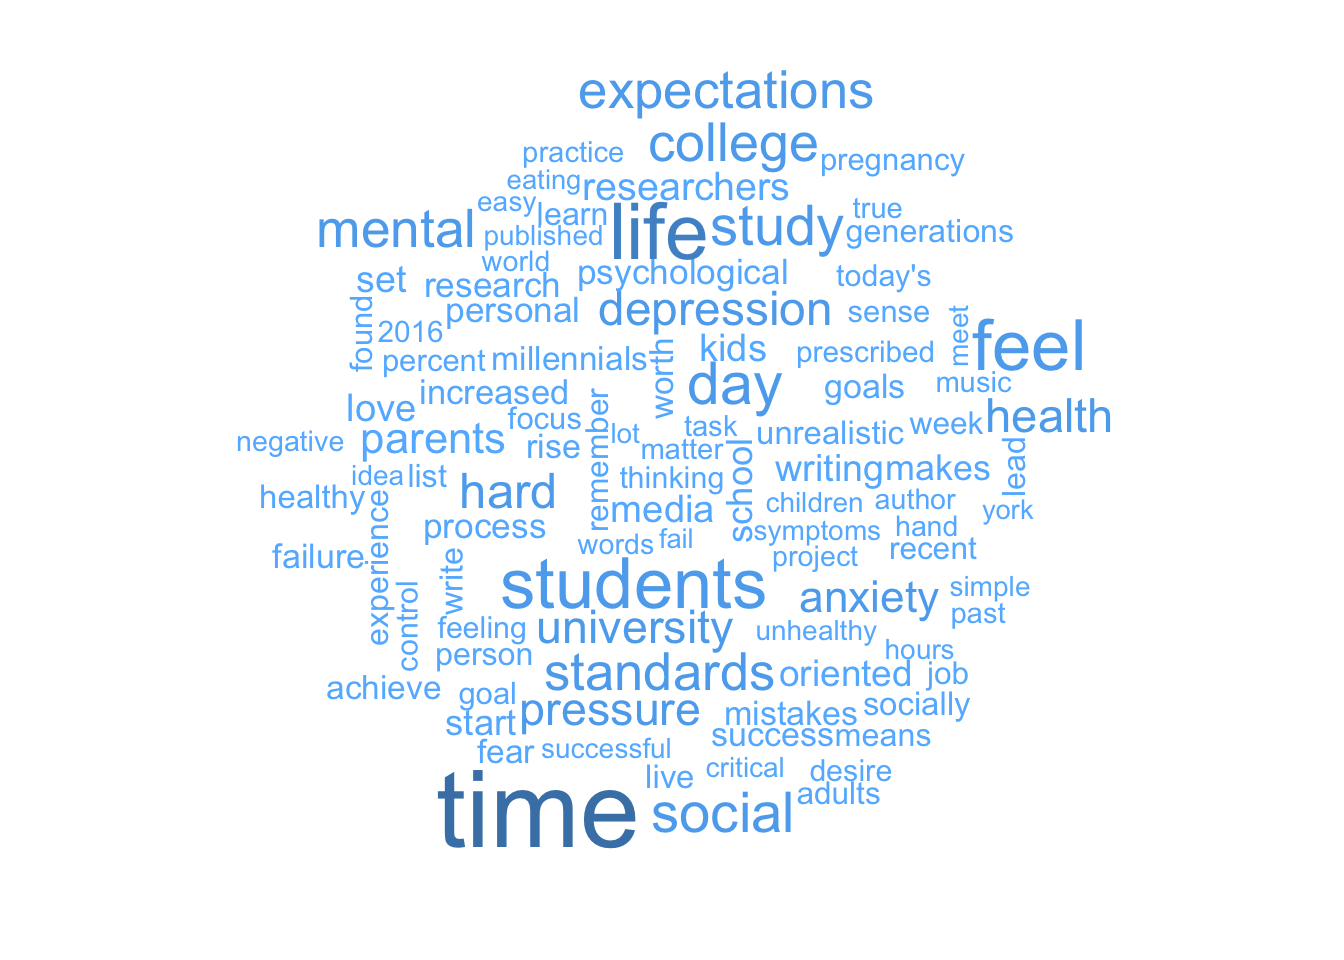 expectations
college
practice
pregnancy
eating
researchers
easy
learn
life
study
true
mental
published
generations
world
psychological
today's
set
research
personal
depression
sense
found
2016
meet
feel
percent
millennials
worth
kids
prescribed
day
goals
music
increased
love
focus
remember
lot
task
unrealistic
week
health
negative
parents
rise
matter
school
writing
makes
lead
idea
list
thinking
healthy
hard
media
children
author
york
experience
process
symptoms
hand
words
fail
failure
project
recent
write
students
anxiety
simple
control
past
feeling
university
unhealthy
person
hours
standards
oriented
job
achieve
goal
pressure
mistakes
socially
start
success
means
fear
successful
live
critical
desire
time
social
adults